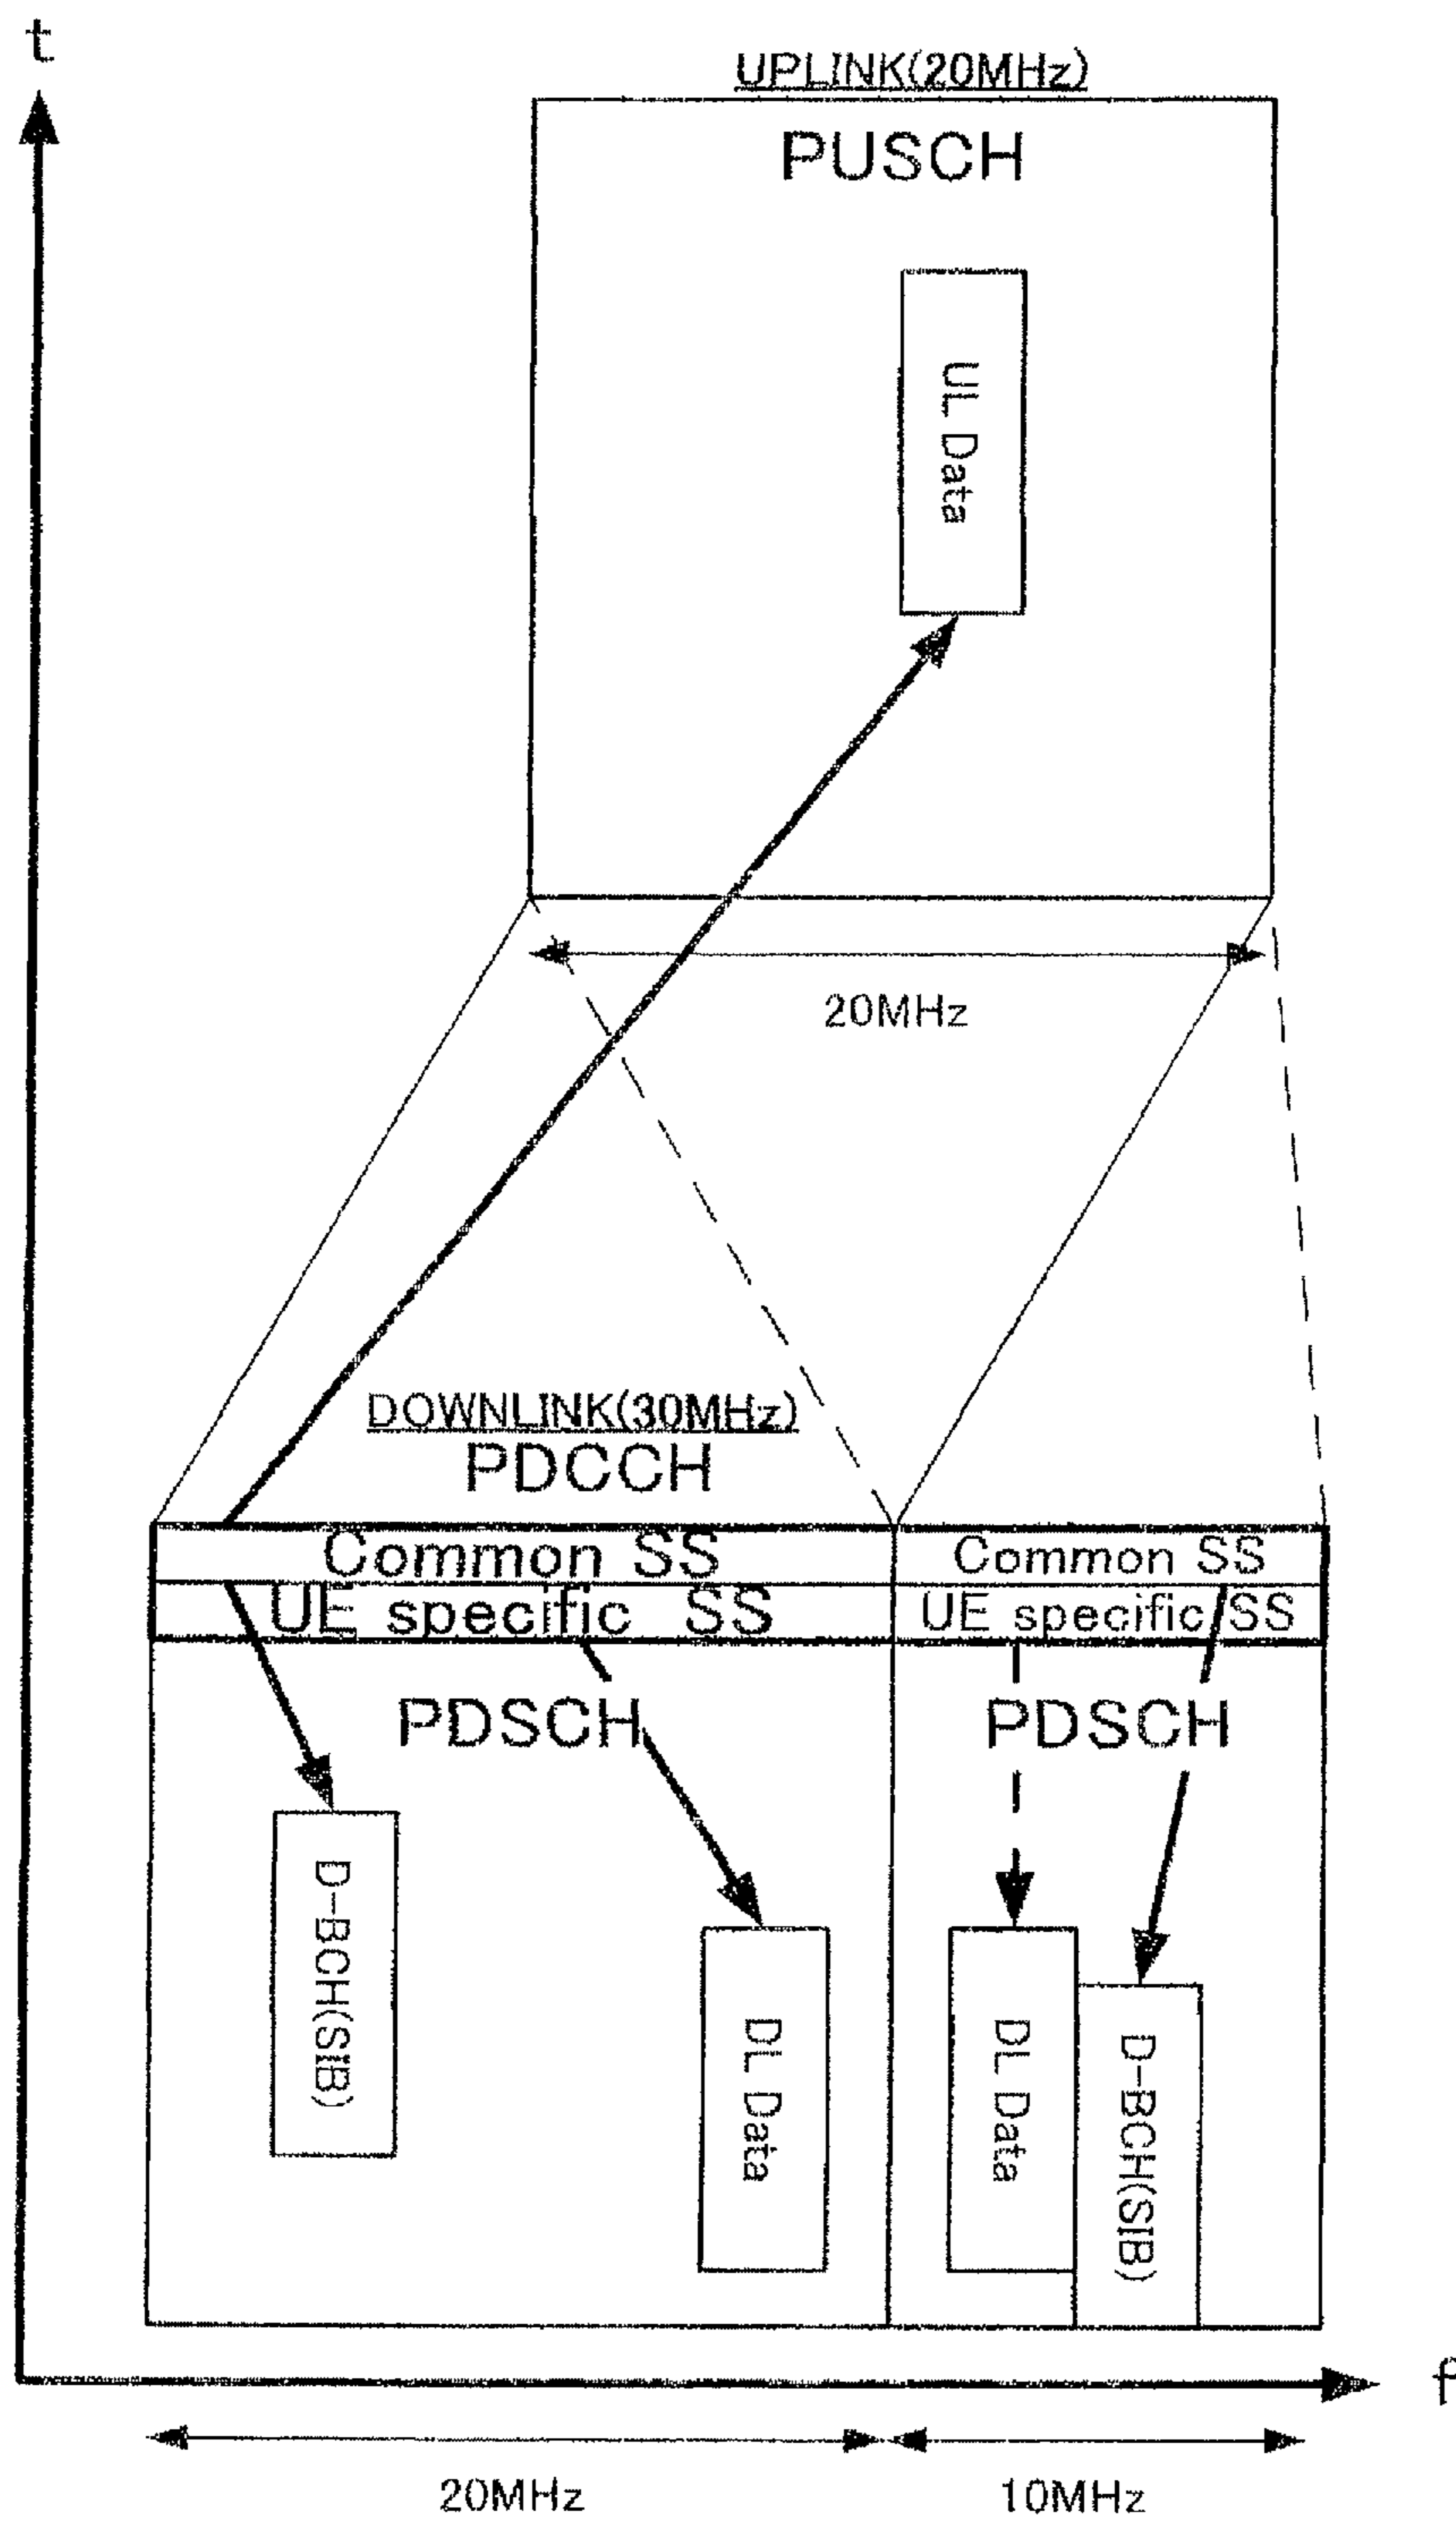 t
UPLINK(20MHz)
PUSCH
UL Data
20MHz
DOWNLINK(30MHz)
PDCCH
Common SS
Common SS
UE specific SS
UE specific SS
PDSCH
PDSCH
D-BCH(SIB)
DL Data
DL Data
D-BCH(SIB)
f
20MHz
10MHz